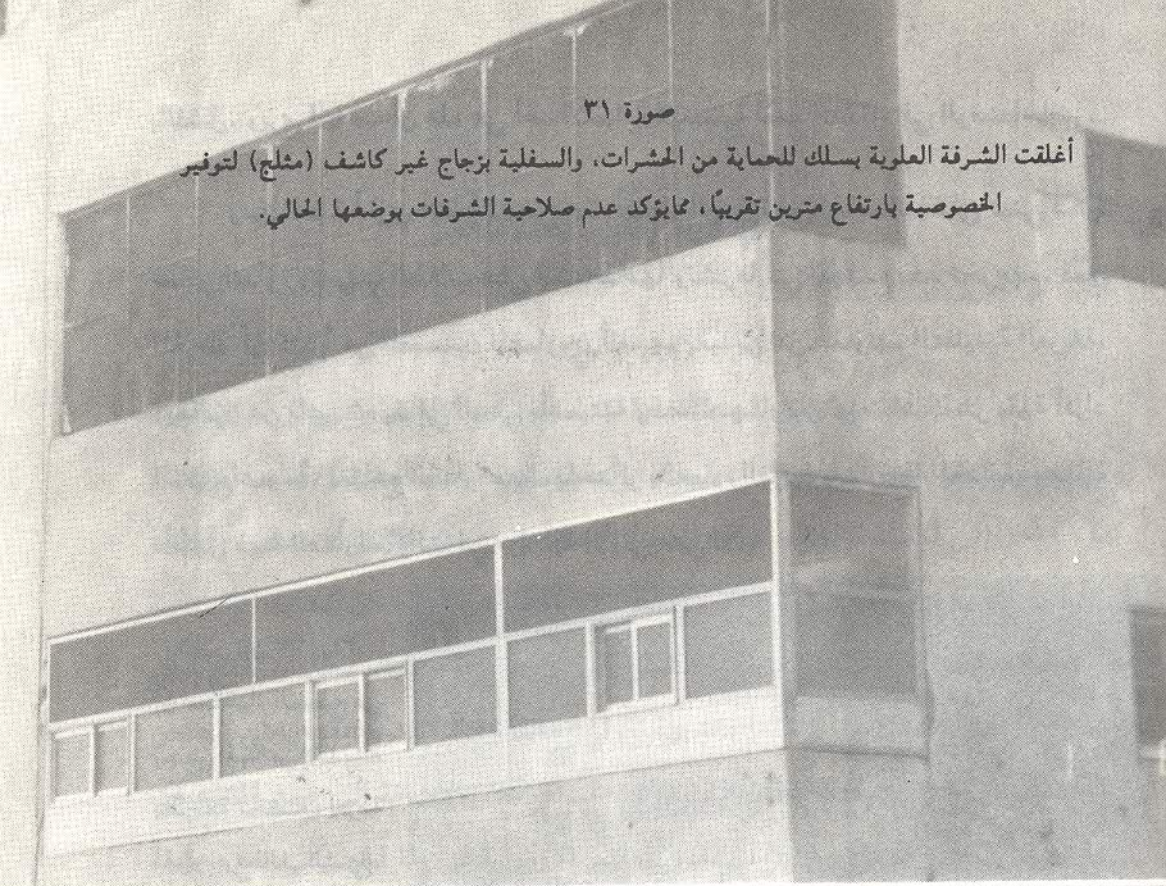 صورة ٣١
أغلقت الشرفة العلوية بسلك للحماية من الحشرات، والسفلية بزجاج غير كاشف (مثلج) لتوفير
الخصوصية بارتفاع مترين تقريبًا، ممايؤكد عدم صلاحية الشرفات بوضعها الحالي.